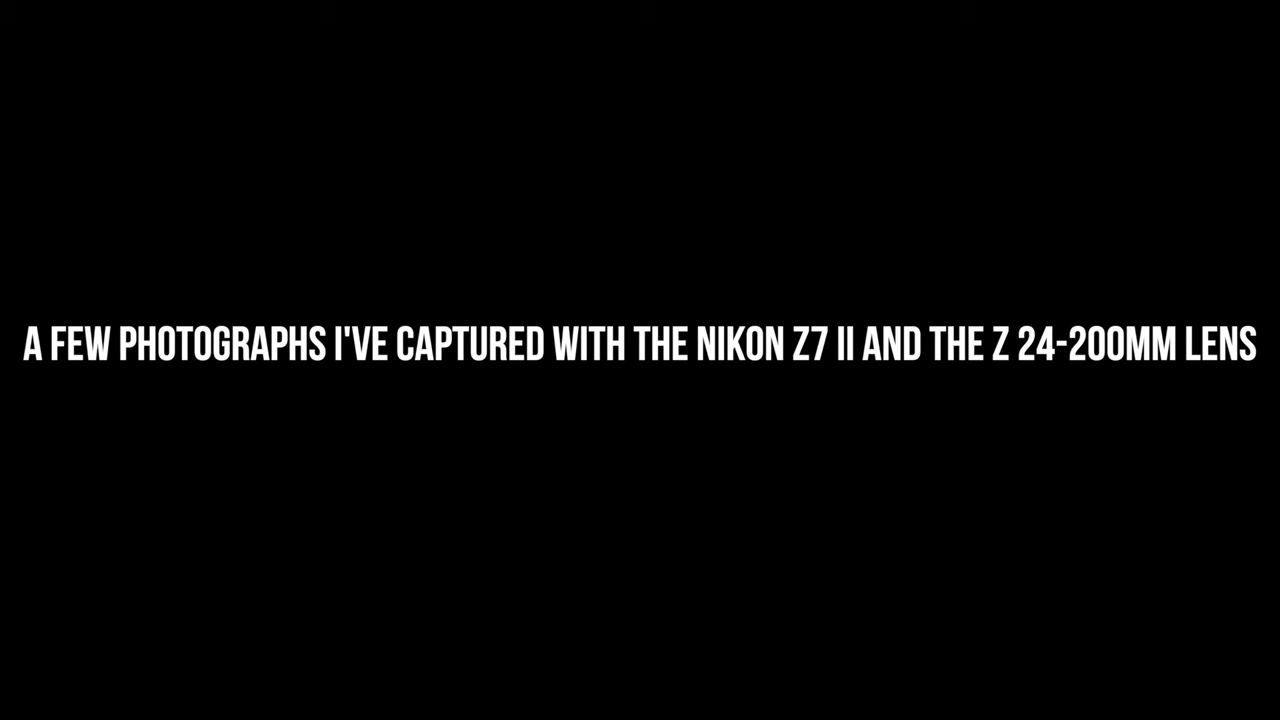 A FEW PHOTOGRAPHS I'VE CAPTURED WITH THE NIKON Z7 II AND THE Z 24-200MM LENS